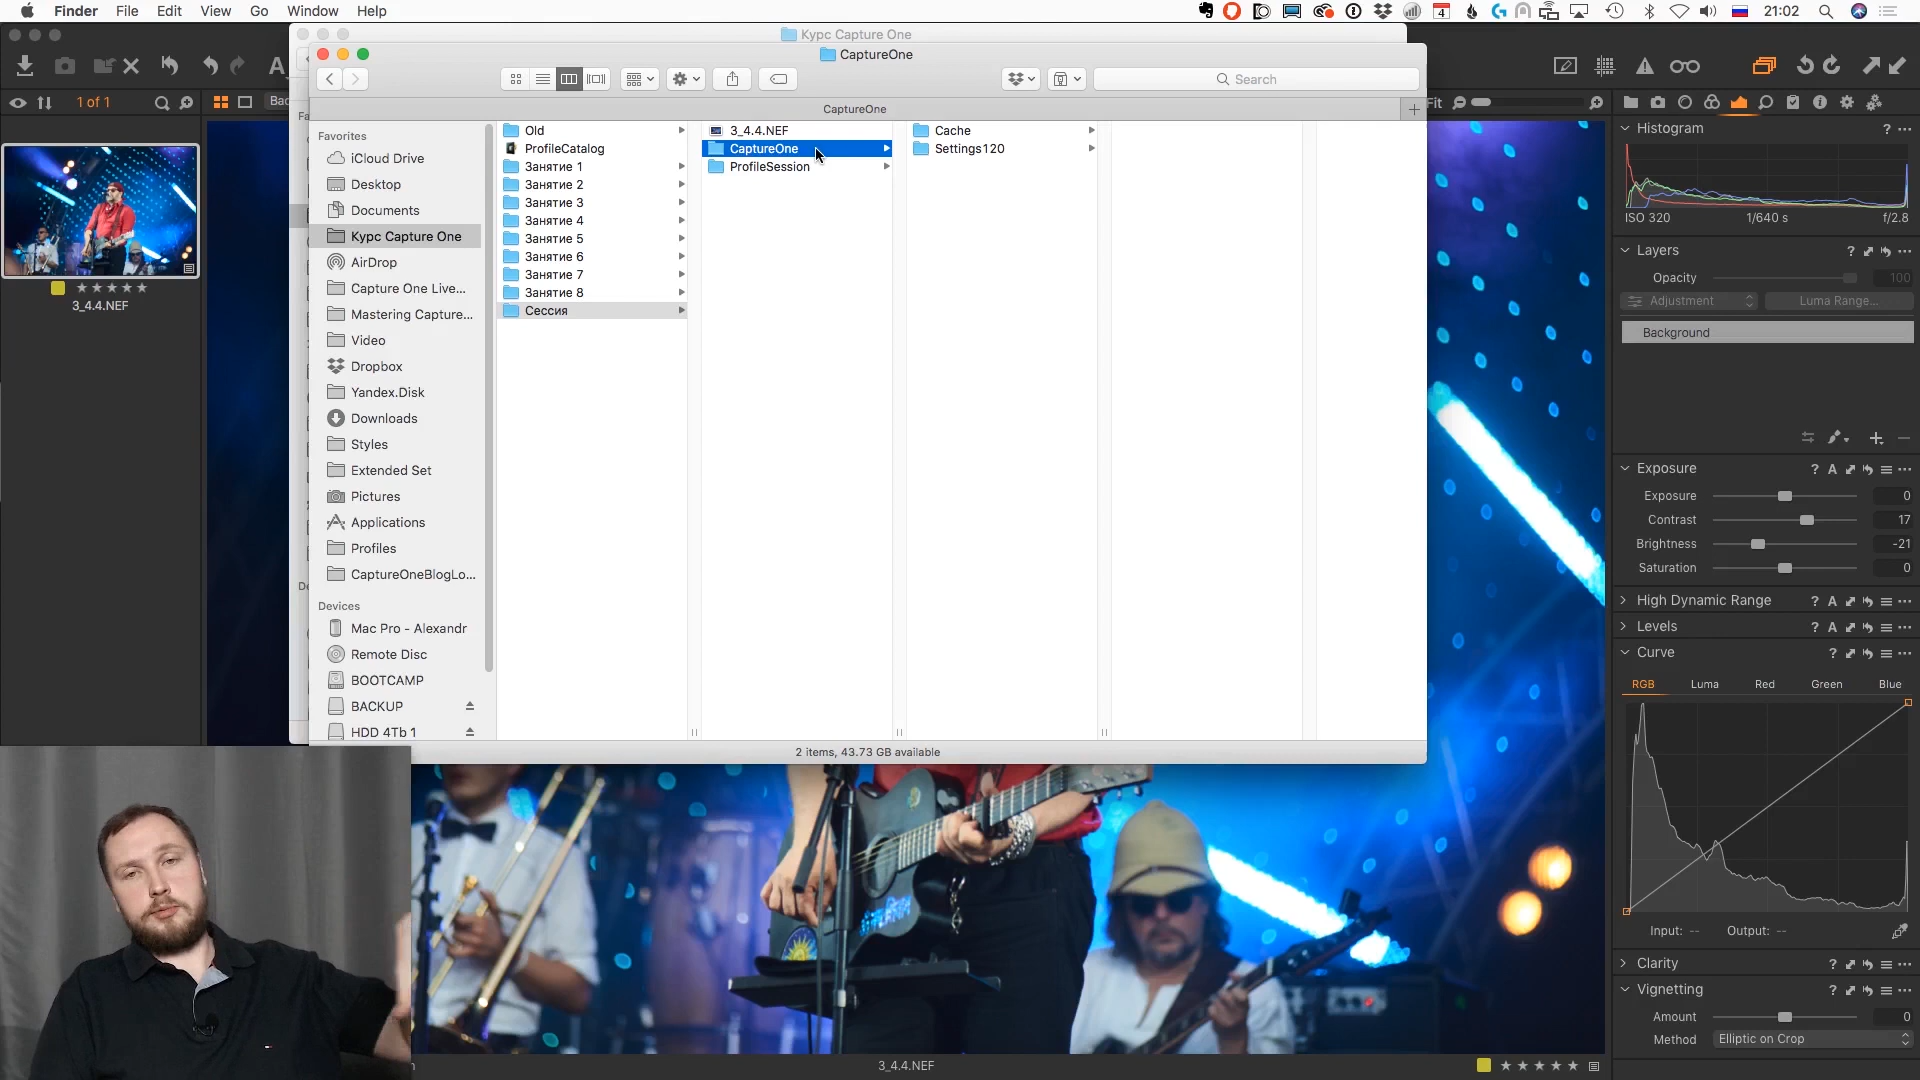 Finder File Edit View Go Window Help
4
21:02
Курс Capture One
CaptureOne
Search
1 of 1
Bac
Fit
CaptureOne
Favorites
iCloud Drive
Desktop
Documents
Курс Capture One
AirDrop
Capture One Live...
Mastering Capture...
Video
Dropbox
Yandex.Disk
Downloads
Styles
Extended Set
Pictures
Applications
Profiles
CaptureOneBlogLo...
Devices
Mac Pro - Alexandr
Remote Disc
BOOTCAMP
BACKUP
HDD 4Tb 1
Old
ProfileCatalog
Занятие 1
Занятие 2
Занятие 3
Занятие 4
Занятие 5
Занятие 6
Занятие 7
Занятие 8
Сессия
3_4.4.NEF
CaptureOne
ProfileSession
Cache
Settings120
2 items, 43.73 GB available
3_4.4.NEF
Histogram
ISO 320 1/640 s f/2.8
Layers
Opacity 100
Adjustment Luma Range...
Background
Exposure
Exposure 0
Contrast 17
Brightness -21
Saturation 0
High Dynamic Range
Levels
Curve
RGB Luma Red Green Blue
Input: -- Output: --
Clarity
Vignetting
Amount 0
Method Elliptic on Crop
3_4.4.NEF